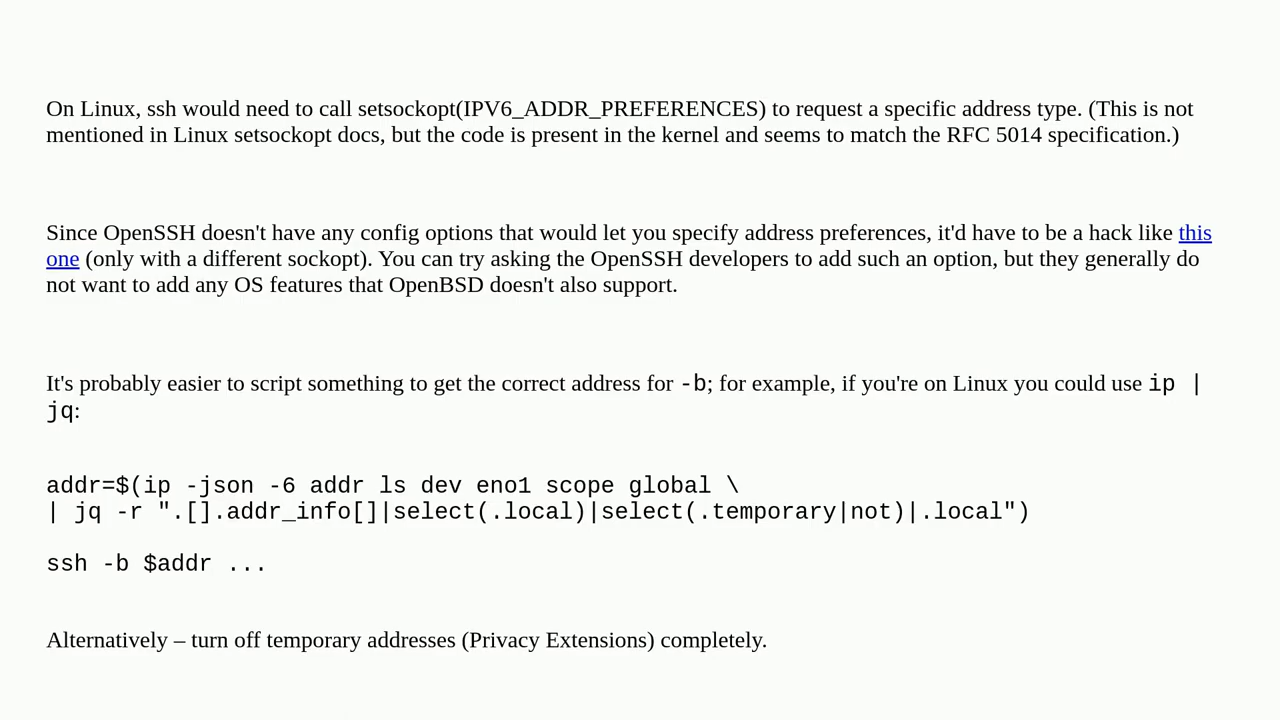 On Linux, ssh would need to call setsockopt(IPV6_ADDR_PREFERENCES) to request a specific address type. (This is not
mentioned in Linux setsockopt docs, but the code is present in the kernel and seems to match the RFC 5014 specification.)
Since OpenSSH doesn't have any config options that would let you specify address preferences, it'd have to be a hack like this
one (only with a different sockopt). You can try asking the OpenSSH developers to add such an option, but they generally do
not want to add any OS features that OpenBSD doesn't also support.
It's probably easier to script something to get the correct address for -b; for example, if you're on Linux you could use ip |
jq:
addr=$(ip -json -6 addr ls dev eno1 scope global \
| jq -r ".[].addr_info[]|select(.local)|select(.temporary|not)|.local")
ssh -b $addr ...
Alternatively – turn off temporary addresses (Privacy Extensions) completely.